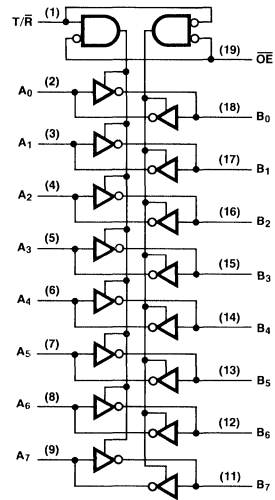 T/R̅ (1)
(19) O̅E̅
A0 (2)
(18) B0
A1 (3)
(17) B1
A2 (4)
(16) B2
A3 (5)
(15) B3
A4 (6)
(14) B4
A5 (7)
(13) B5
A6 (8)
(12) B6
A7 (9)
(11) B7